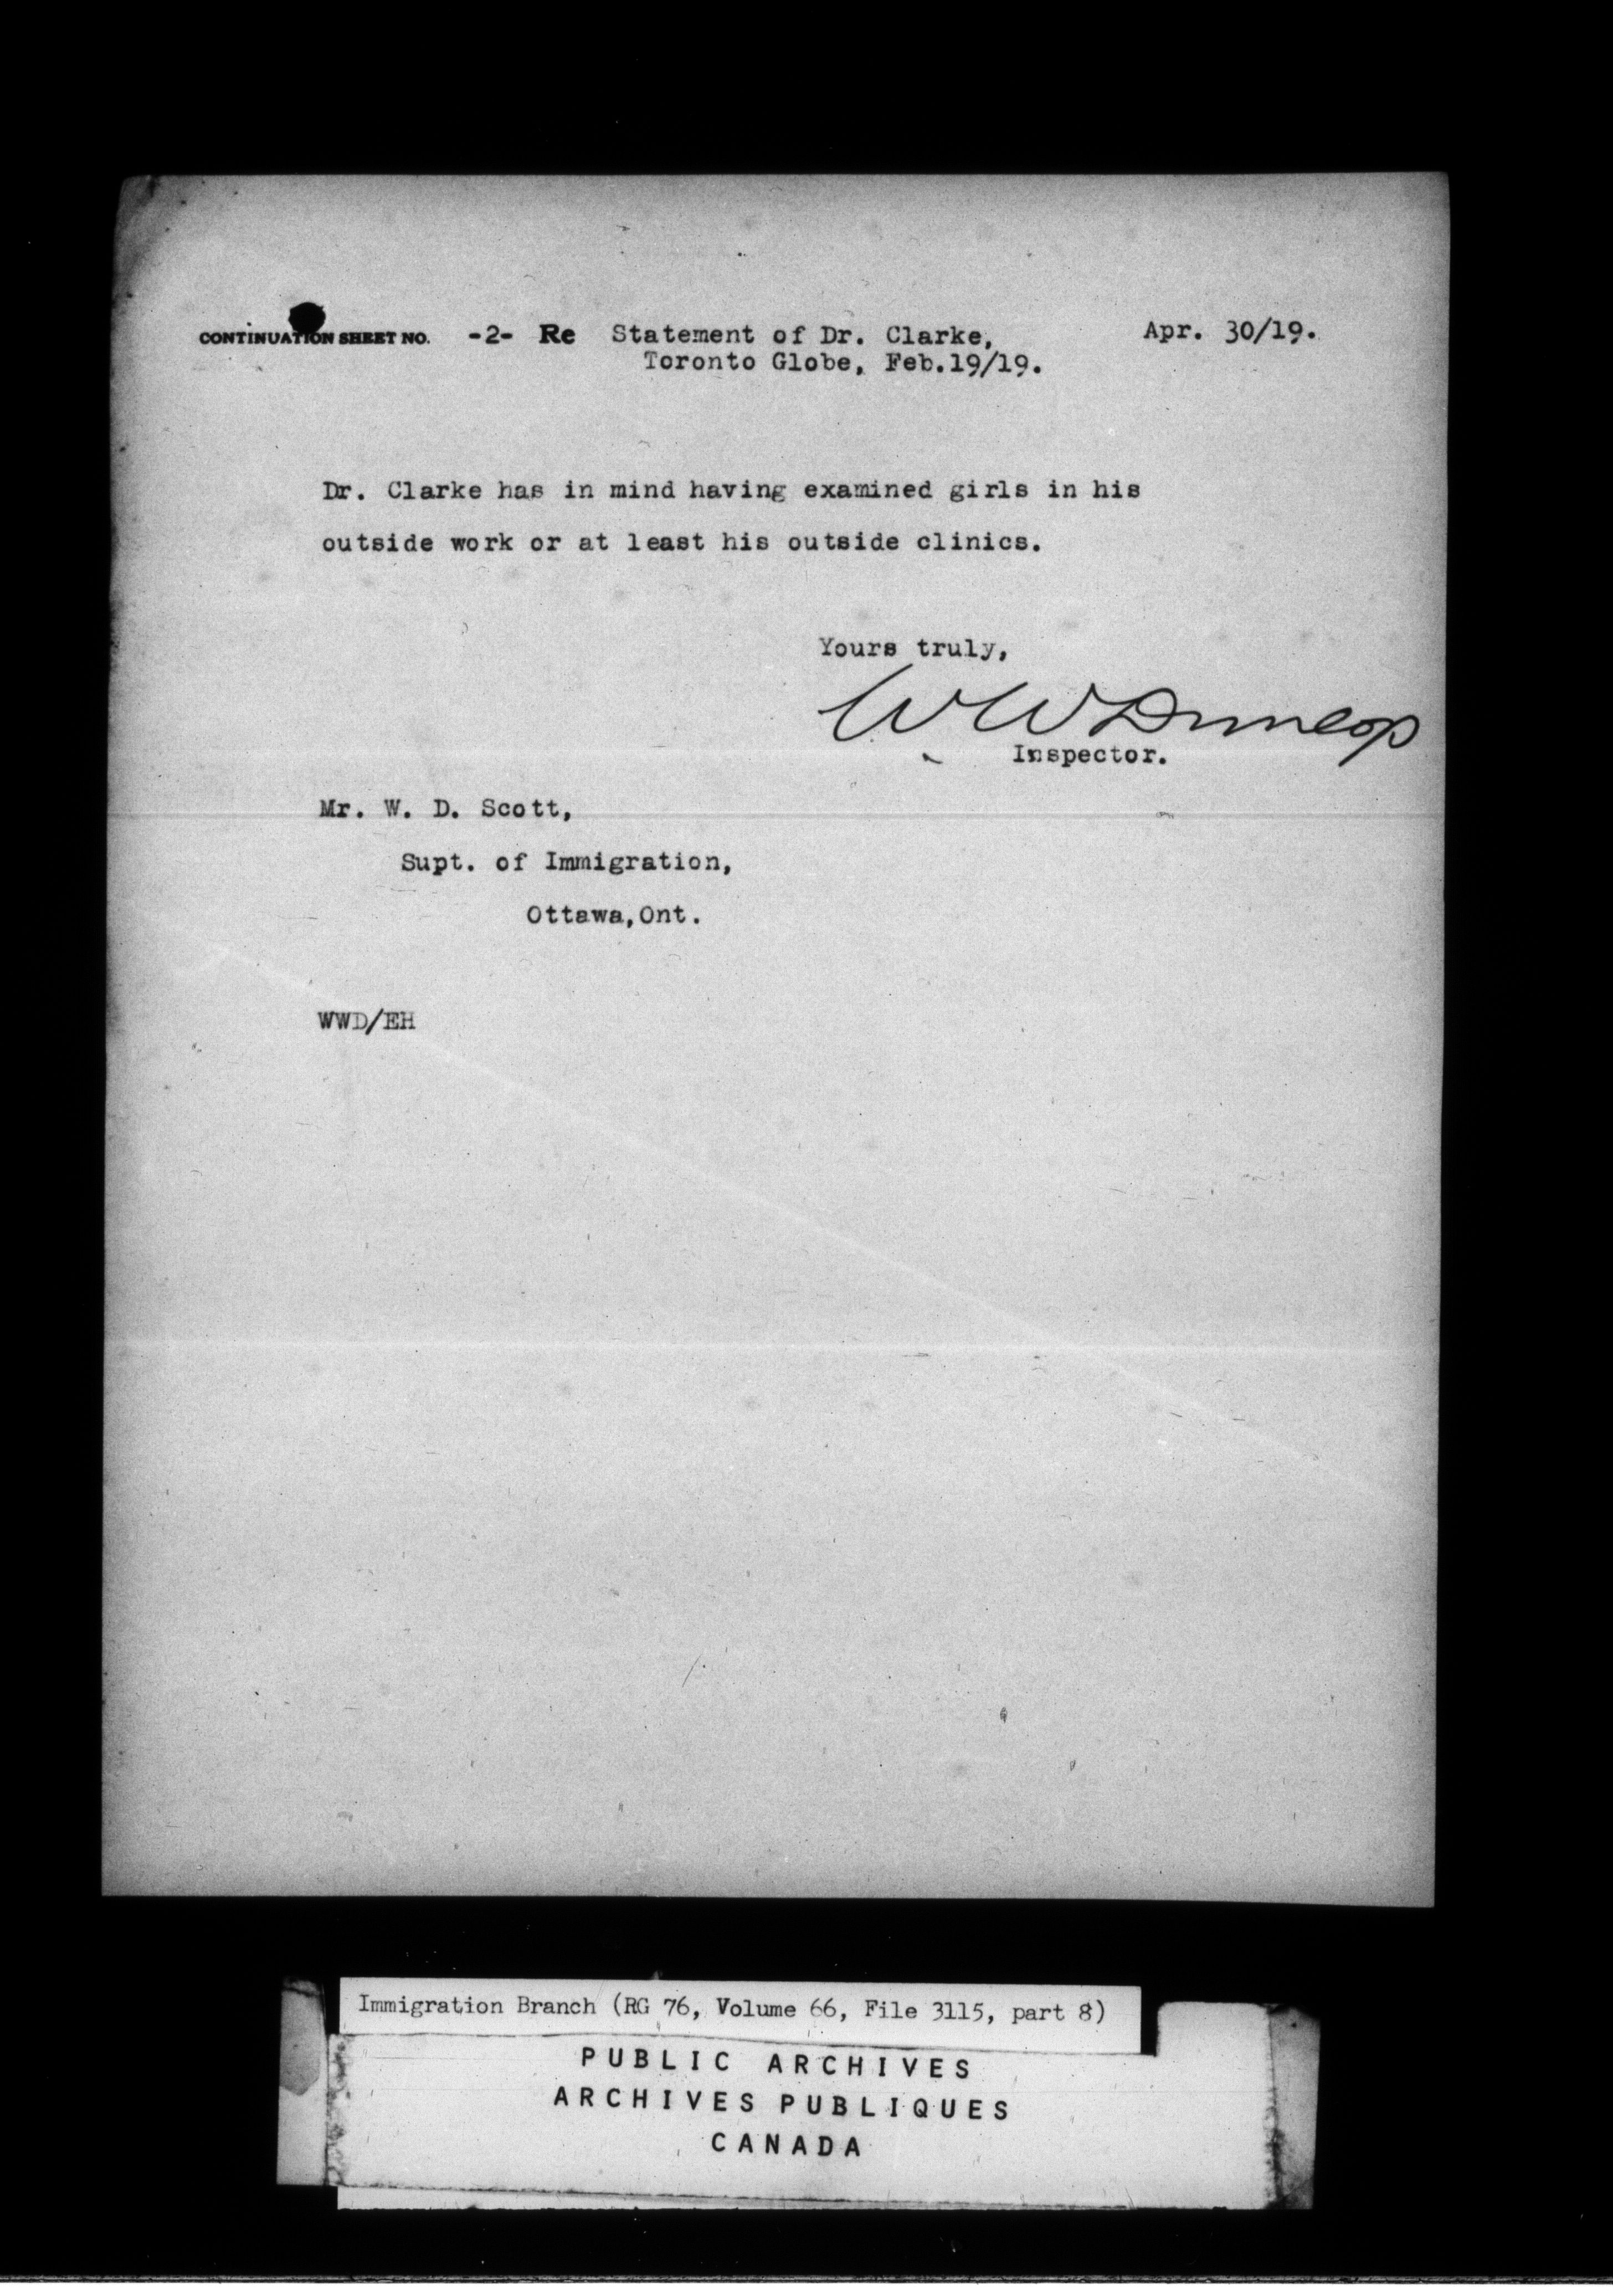 CONTINUATION SHEET NO. -2- Re Statement of Dr. Clarke, Apr. 30/19.
Toronto Globe, Feb.19/19.
Dr. Clarke has in mind having examined girls in his
outside work or at least his outside clinics.
Yours truly,
WWDunlop
Inspector.
Mr. W. D. Scott,
Supt. of Immigration,
Ottawa,Ont.
WWD/EH
Immigration Branch (RG 76, Volume 66, File 3115, part 8)
PUBLIC ARCHIVES
ARCHIVES PUBLIQUES
CANADA